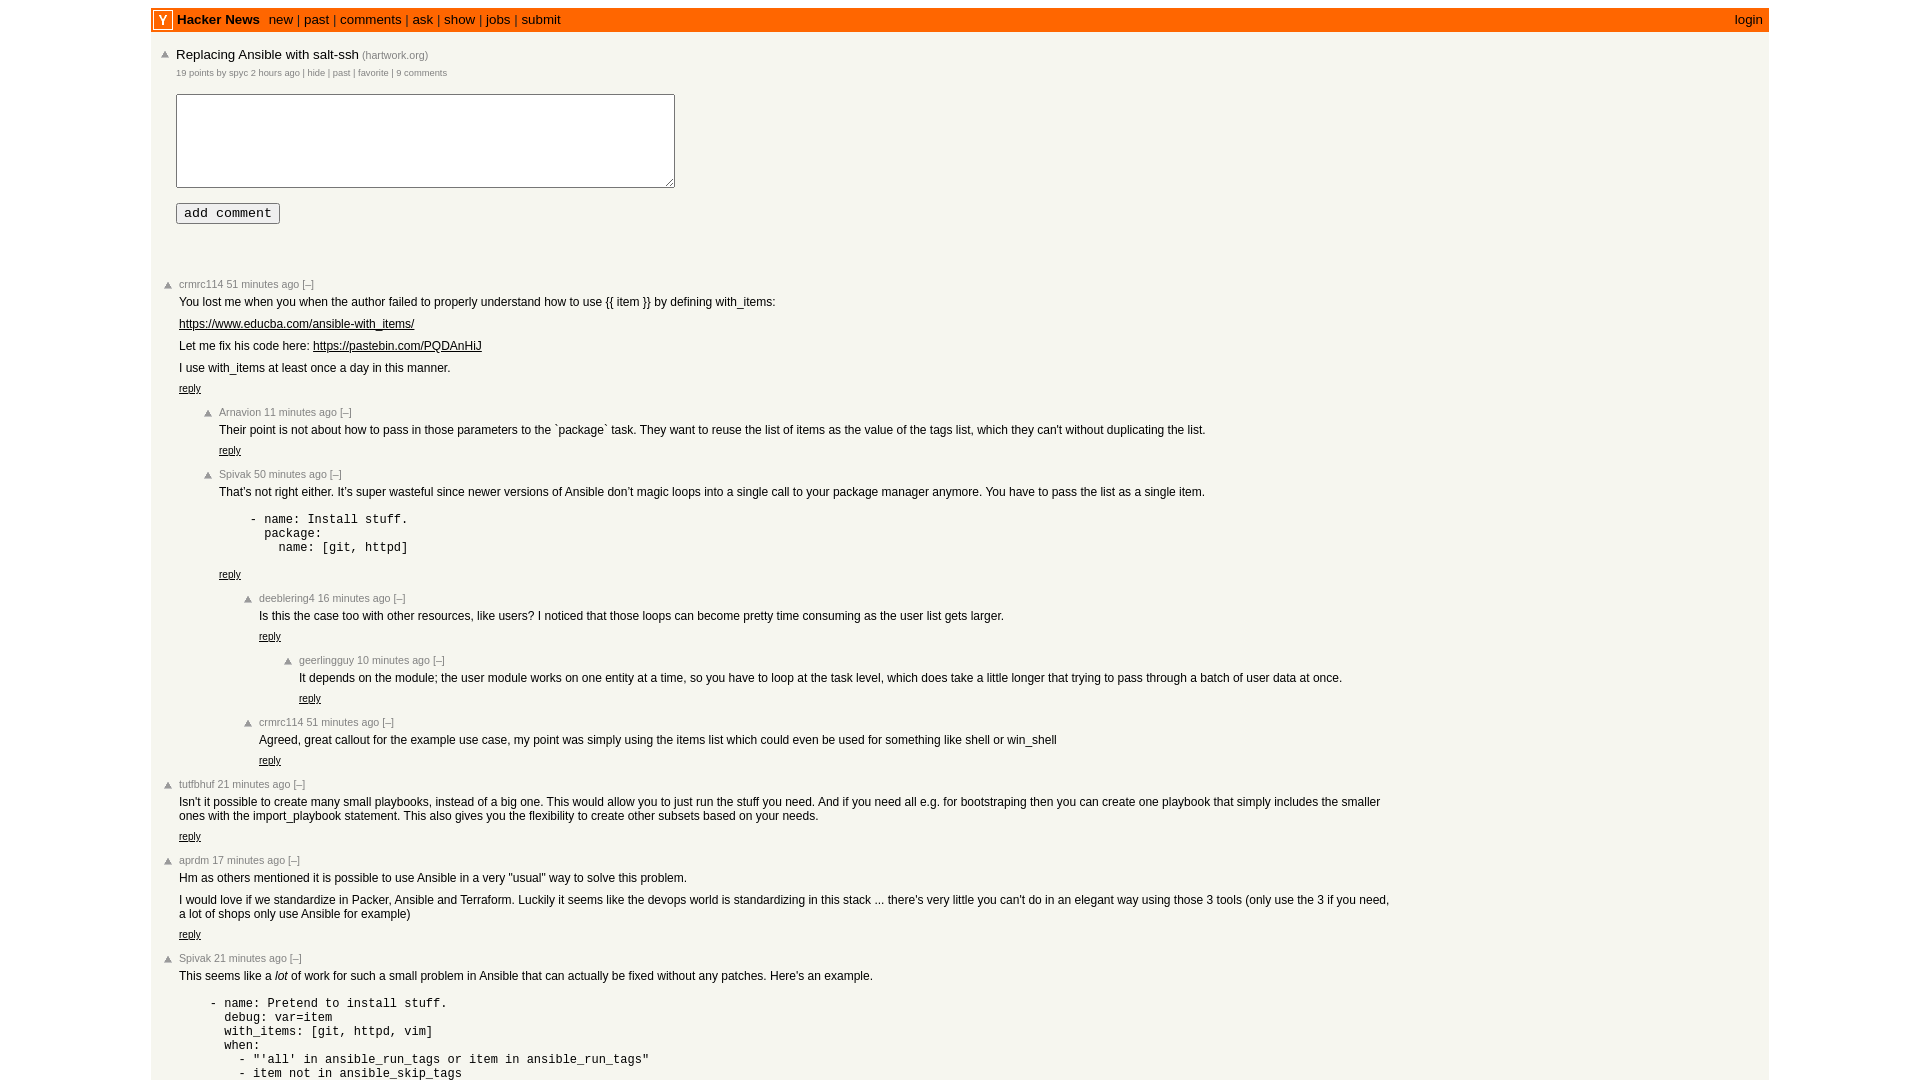 Y Hacker News new | past | comments | ask | show | jobs | submit login
Replacing Ansible with salt-ssh (hartwork.org)
19 points by spyc 2 hours ago | hide | past | favorite | 9 comments
add comment
crmrc114 51 minutes ago [–]
You lost me when you when the author failed to properly understand how to use {{ item }} by defining with_items:
https://www.educba.com/ansible-with_items/
Let me fix his code here: https://pastebin.com/PQDAnHiJ
I use with_items at least once a day in this manner.
reply
Arnavion 11 minutes ago [–]
Their point is not about how to pass in those parameters to the `package` task. They want to reuse the list of items as the value of the tags list, which they can't without duplicating the list.
reply
Spivak 50 minutes ago [–]
That’s not right either. It’s super wasteful since newer versions of Ansible don’t magic loops into a single call to your package manager anymore. You have to pass the list as a single item.
- name: Install stuff.
package:
name: [git, httpd]
reply
deeblering4 16 minutes ago [–]
Is this the case too with other resources, like users? I noticed that those loops can become pretty time consuming as the user list gets larger.
reply
geerlingguy 10 minutes ago [–]
It depends on the module; the user module works on one entity at a time, so you have to loop at the task level, which does take a little longer that trying to pass through a batch of user data at once.
reply
crmrc114 51 minutes ago [–]
Agreed, great callout for the example use case, my point was simply using the items list which could even be used for something like shell or win_shell
reply
tutfbhuf 21 minutes ago [–]
Isn't it possible to create many small playbooks, instead of a big one. This would allow you to just run the stuff you need. And if you need all e.g. for bootstraping then you can create one playbook that simply includes the smaller
ones with the import_playbook statement. This also gives you the flexibility to create other subsets based on your needs.
reply
aprdm 17 minutes ago [–]
Hm as others mentioned it is possible to use Ansible in a very "usual" way to solve this problem.
I would love if we standardize in Packer, Ansible and Terraform. Luckily it seems like the devops world is standardizing in this stack ... there's very little you can't do in an elegant way using those 3 tools (only use the 3 if you need,
a lot of shops only use Ansible for example)
reply
Spivak 21 minutes ago [–]
This seems like a lot of work for such a small problem in Ansible that can actually be fixed without any patches. Here's an example.
- name: Pretend to install stuff.
debug: var=item
with_items: [git, httpd, vim]
when:
- "'all' in ansible_run_tags or item in ansible_run_tags"
- item not in ansible_skip_tags